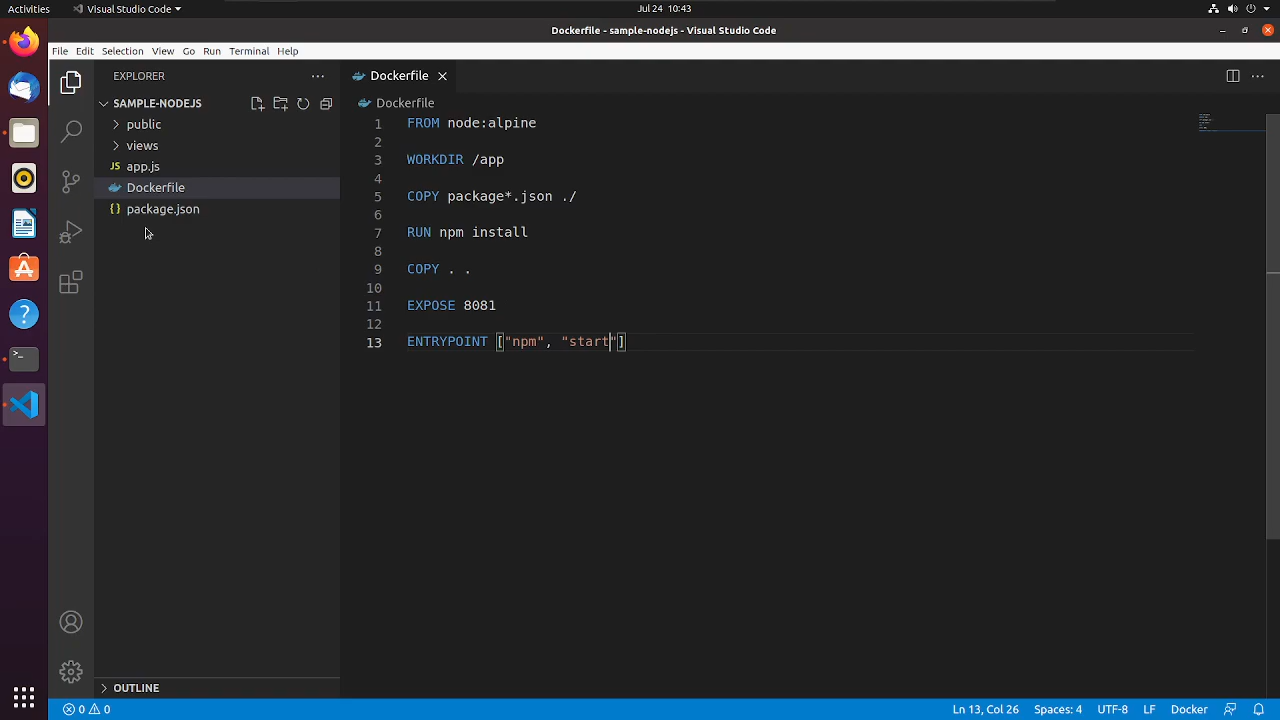 Activities
Visual Studio Code
Jul 24 10:43
Dockerfile - sample-nodejs - Visual Studio Code
File Edit Selection View Go Run Terminal Help
EXPLORER
SAMPLE-NODEJS
public
views
JS app.js
Dockerfile
{} package.json
OUTLINE
Dockerfile
Dockerfile
1 FROM node:alpine
2
3 WORKDIR /app
4
5 COPY package*.json ./
6
7 RUN npm install
8
9 COPY . .
10
11 EXPOSE 8081
12
13 ENTRYPOINT ["npm", "start"]
0 0
Ln 13, Col 26 Spaces: 4 UTF-8 LF Docker